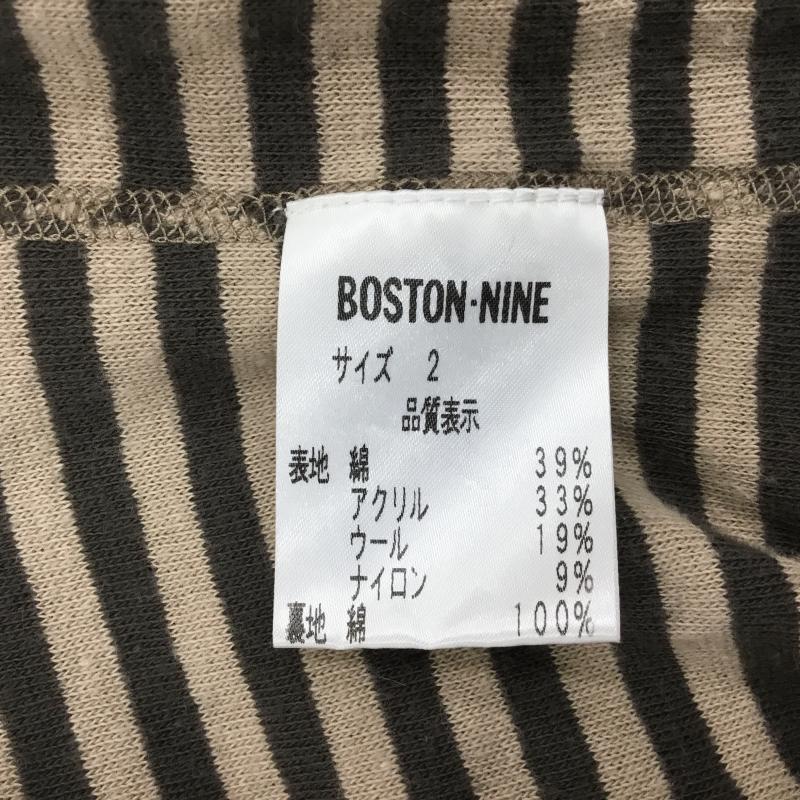 BOSTON·NINE
サイズ 2
品質表示
表地 綿 39%
アクリル 33%
ウール 19%
ナイロン 9%
裏地 綿 100%